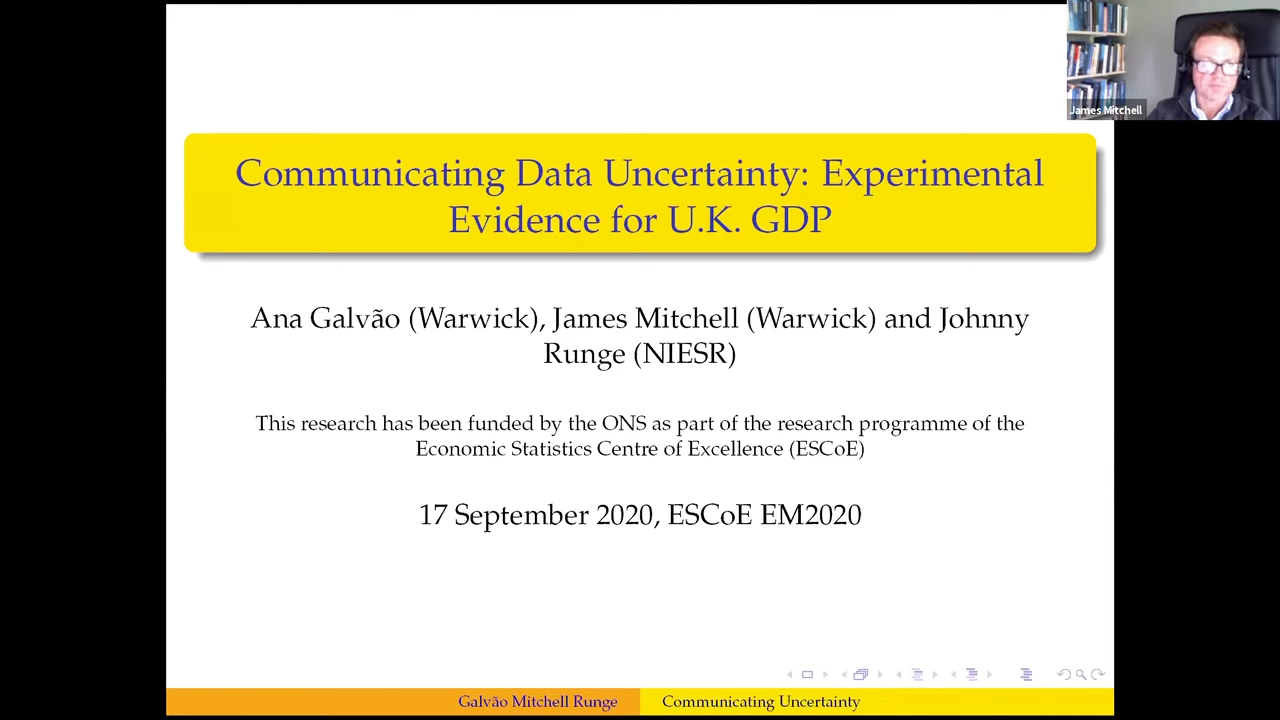 James Mitchell
Communicating Data Uncertainty: Experimental
Evidence for U.K. GDP
Ana Galvão (Warwick), James Mitchell (Warwick) and Johnny
Runge (NIESR)
This research has been funded by the ONS as part of the research programme of the
Economic Statistics Centre of Excellence (ESCoE)
17 September 2020, ESCoE EM2020
Galvão Mitchell Runge
Communicating Uncertainty